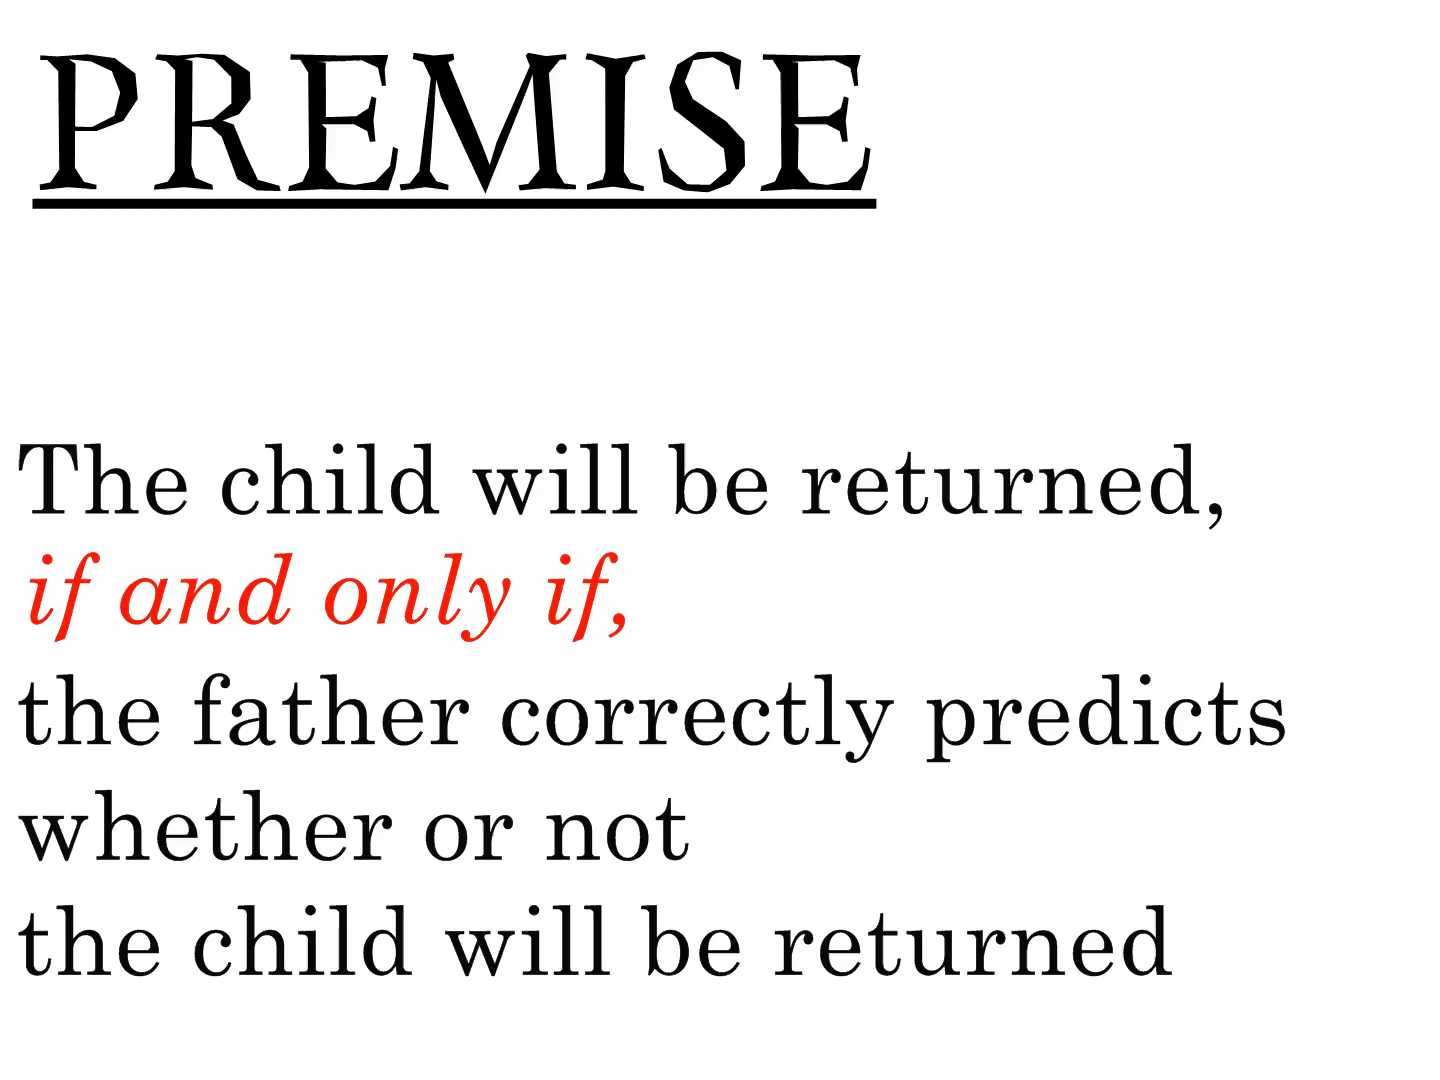 PREMISE
The child will be returned,
if and only if,
the father correctly predicts
whether or not
the child will be returned